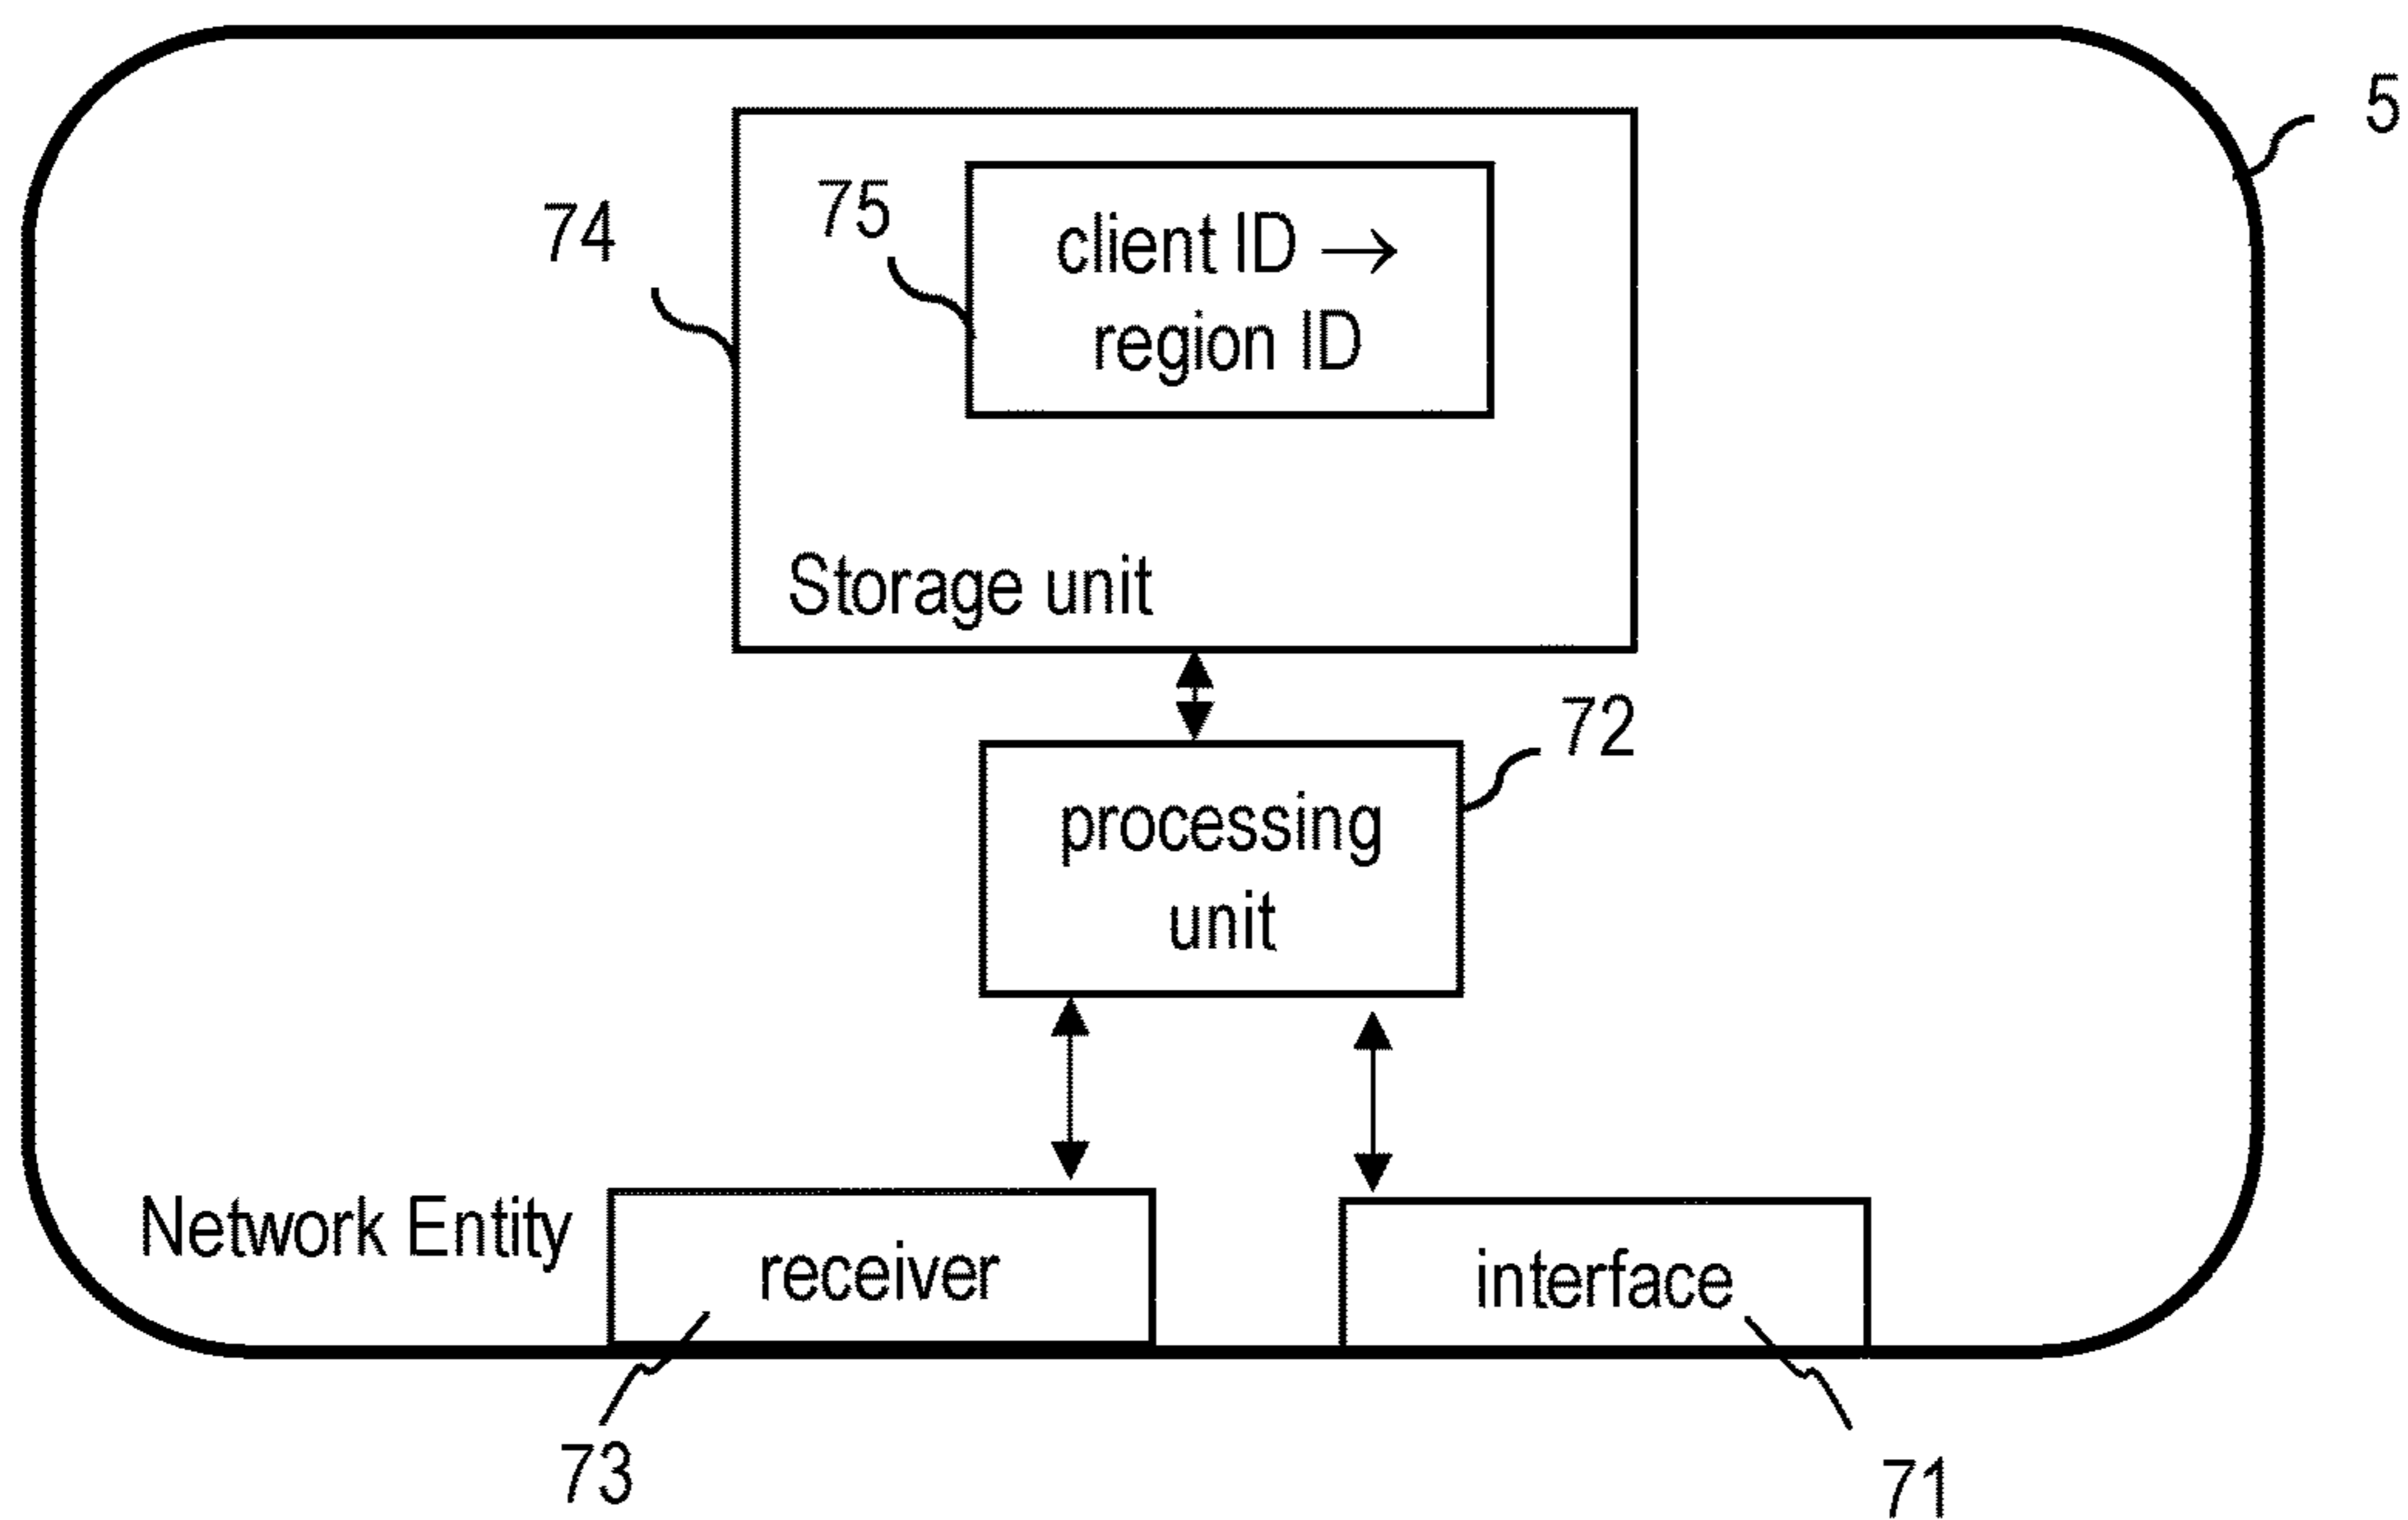 5
74
75
client ID →
region ID
Storage unit
72
processing
unit
Network Entity
receiver
interface
73
71